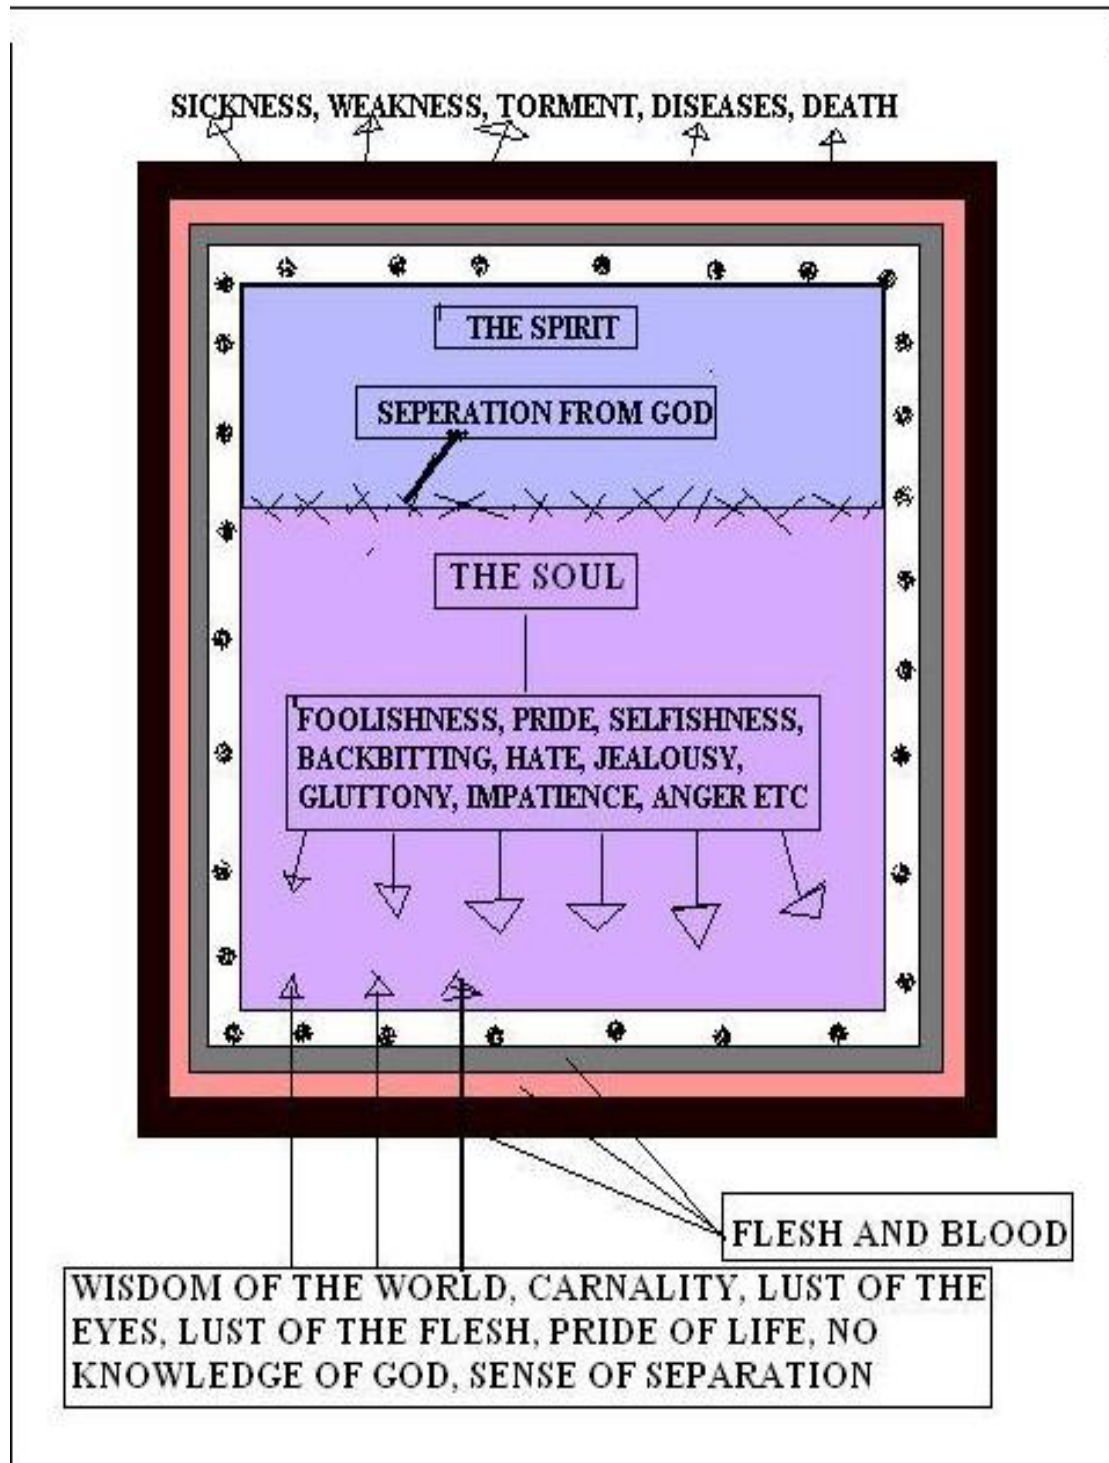 SICKNESS, WEAKNESS, TORMENT, DISEASES, DEATH
THE SPIRIT
SEPERATION FROM GOD
THE SOUL
FOOLISHNESS, PRIDE, SELFISHNESS,
BACKBITTING, HATE, JEALOUSY,
GLUTTONY, IMPATIENCE, ANGER ETC
FLESH AND BLOOD
WISDOM OF THE WORLD, CARNALITY, LUST OF THE
EYES, LUST OF THE FLESH, PRIDE OF LIFE, NO
KNOWLEDGE OF GOD, SENSE OF SEPARATION